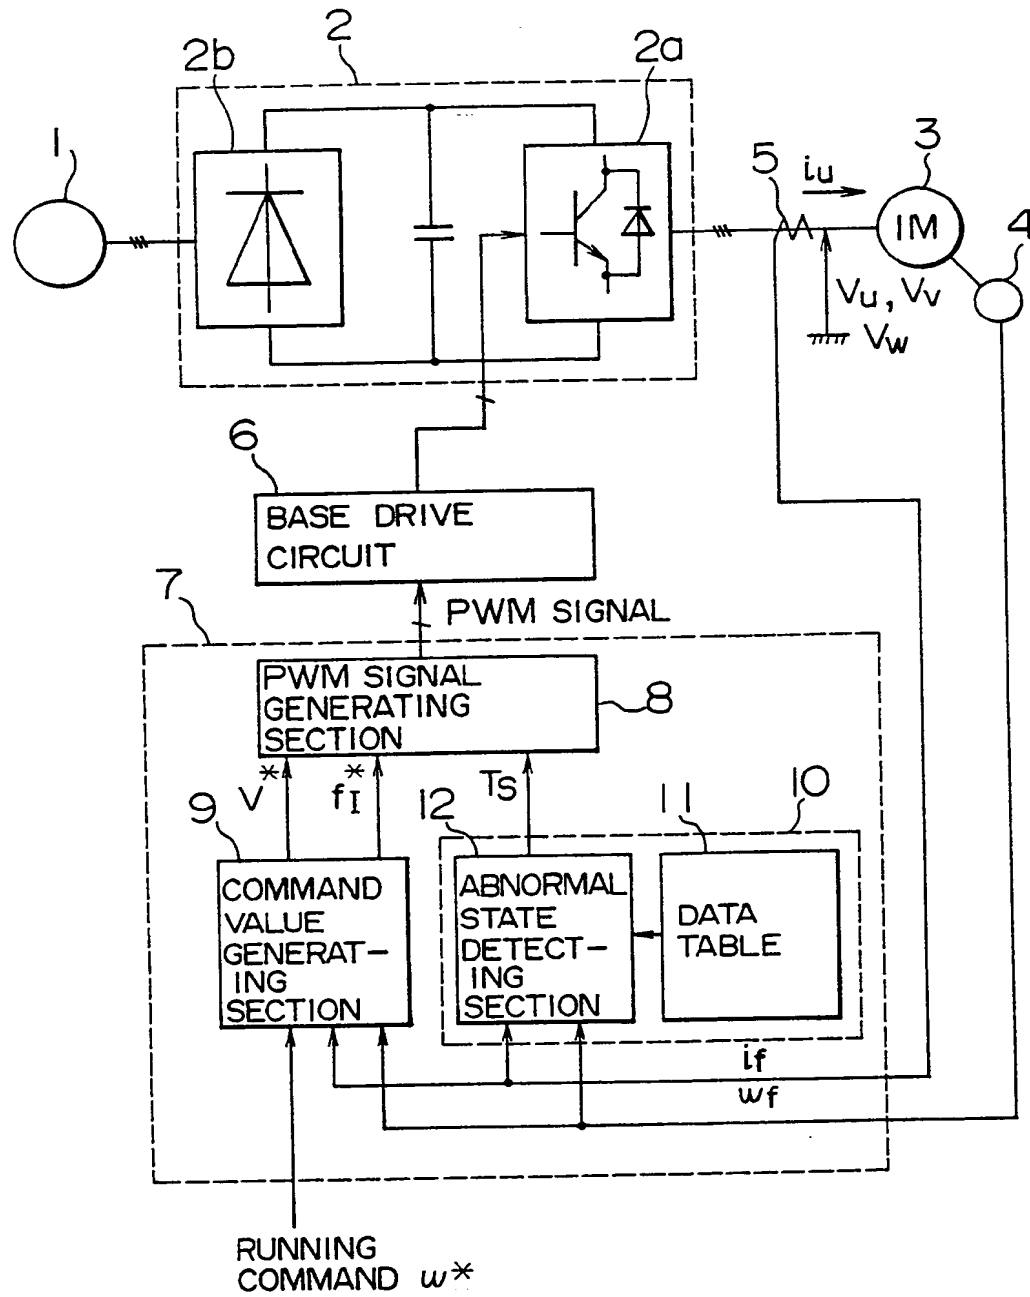 2
2b
2a
1
5
iu
3
IM
4
Vu, Vv
Vw
6
BASE DRIVE
CIRCUIT
7
PWM SIGNAL
PWM SIGNAL
GENERATING
SECTION
8
V*
fI*
Ts
9
12
11
10
COMMAND
VALUE
GENERAT-
ING
SECTION
ABNORMAL
STATE
DETECT-
ING
SECTION
DATA
TABLE
if
wf
RUNNING
COMMAND w*